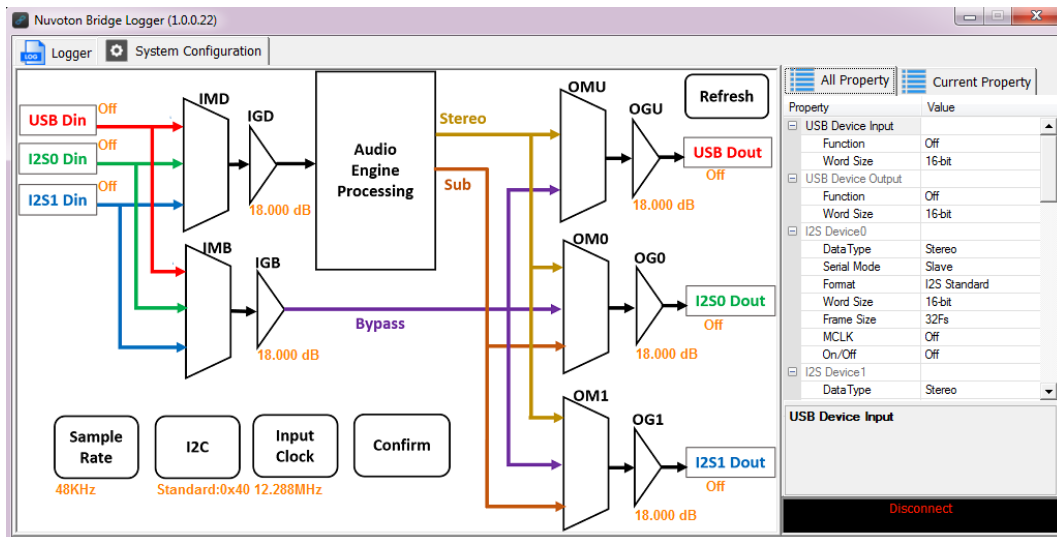 Nuvoton Bridge Logger (1.0.0.22)
Logger
System Configuration
USB Din
Off
I2S0 Din
Off
I2S1 Din
Off
IMD
IGD
18.000 dB
IMB
IGB
18.000 dB
Audio
Engine
Processing
Stereo
Sub
Bypass
OMU
OGU
18.000 dB
Refresh
USB Dout
Off
OM0
OG0
18.000 dB
I2S0 Dout
Off
OM1
OG1
18.000 dB
I2S1 Dout
Off
Sample
Rate
48KHz
I2C
Standard:0x40
Input
Clock
12.288MHz
Confirm
All Property
Current Property
Property Value
USB Device Input
Function Off
Word Size 16-bit
USB Device Output
Function Off
Word Size 16-bit
I2S Device0
DataType Stereo
Serial Mode Slave
Format I2S Standard
Word Size 16-bit
Frame Size 32Fs
MCLK Off
On/Off Off
I2S Device1
DataType Stereo
USB Device Input
Disconnect